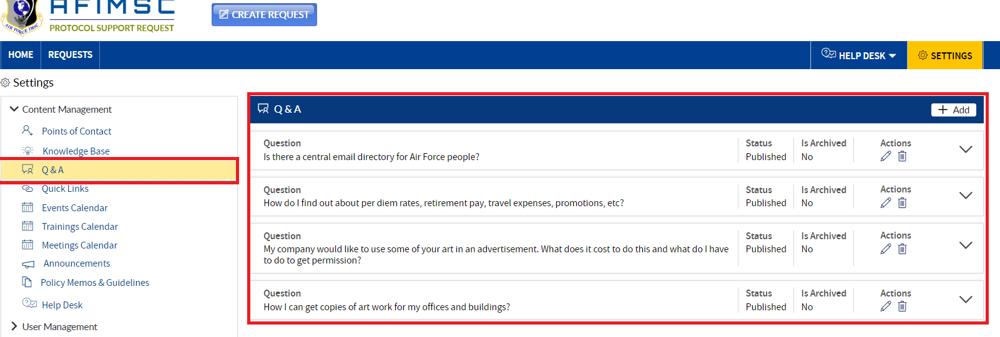 AFIMSC
PROTOCOL SUPPORT REQUEST
AIR FORCE IMSC
CREATE REQUEST
HOME
REQUESTS
HELP DESK
SETTINGS
Settings
Content Management
Points of Contact
Knowledge Base
Q & A
Quick Links
Events Calendar
Trainings Calendar
Meetings Calendar
Announcements
Policy Memos & Guidelines
Help Desk
User Management
Q & A
Add
Question Status Is Archived Actions
Is there a central email directory for Air Force people? Published No
Question Status Is Archived Actions
How do I find out about per diem rates, retirement pay, travel expenses, promotions, etc? Published No
Question Status Is Archived Actions
My company would like to use some of your art in an advertisement. What does it cost to do this and what do I have Published No
to do to get permission?
Question Status Is Archived Actions
How I can get copies of art work for my offices and buildings? Published No